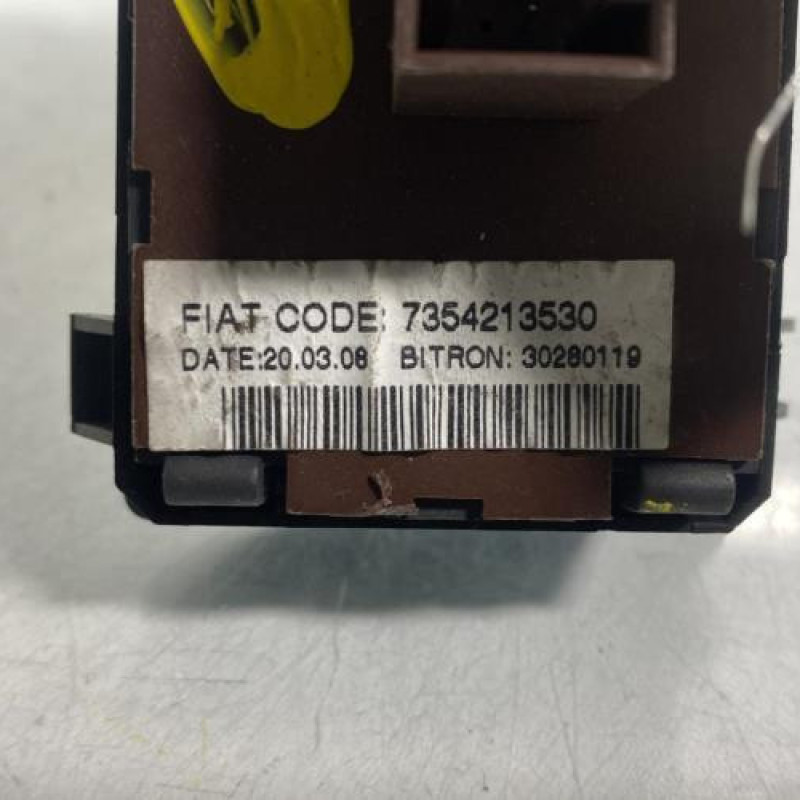 FIAT CODE: 7354213530
DATE:20.03.08 BITRON: 30280119